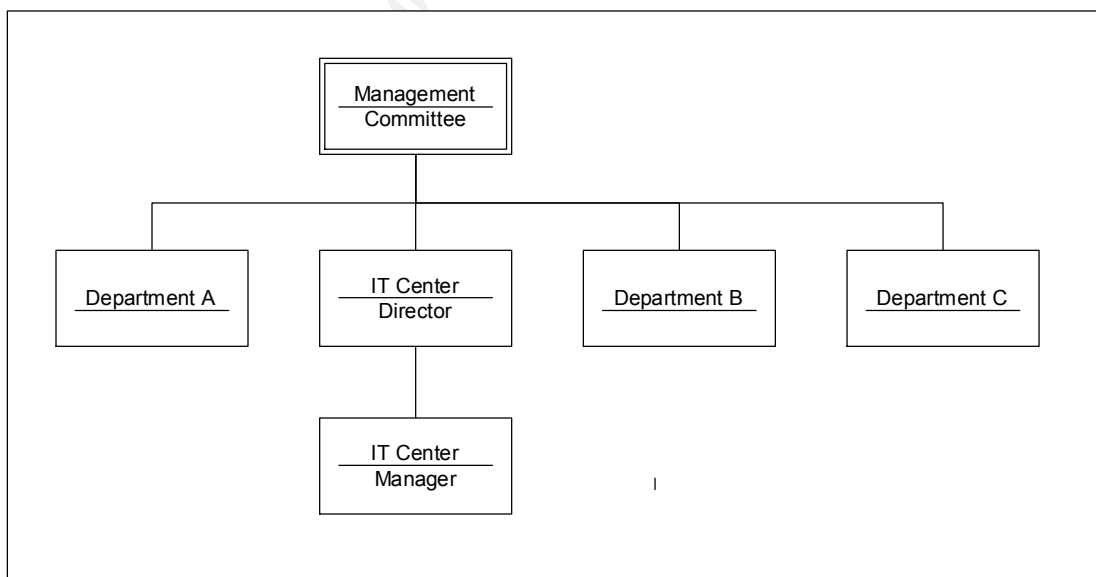 Management
Committee
Department A
IT Center
Director
Department B
Department C
IT Center
Manager